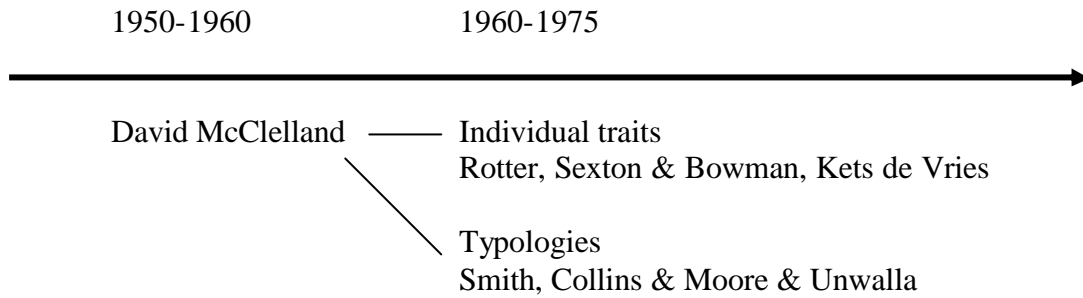 1950-1960 1960-1975
David McClelland Individual traits
Rotter, Sexton & Bowman, Kets de Vries
Typologies
Smith, Collins & Moore & Unwalla